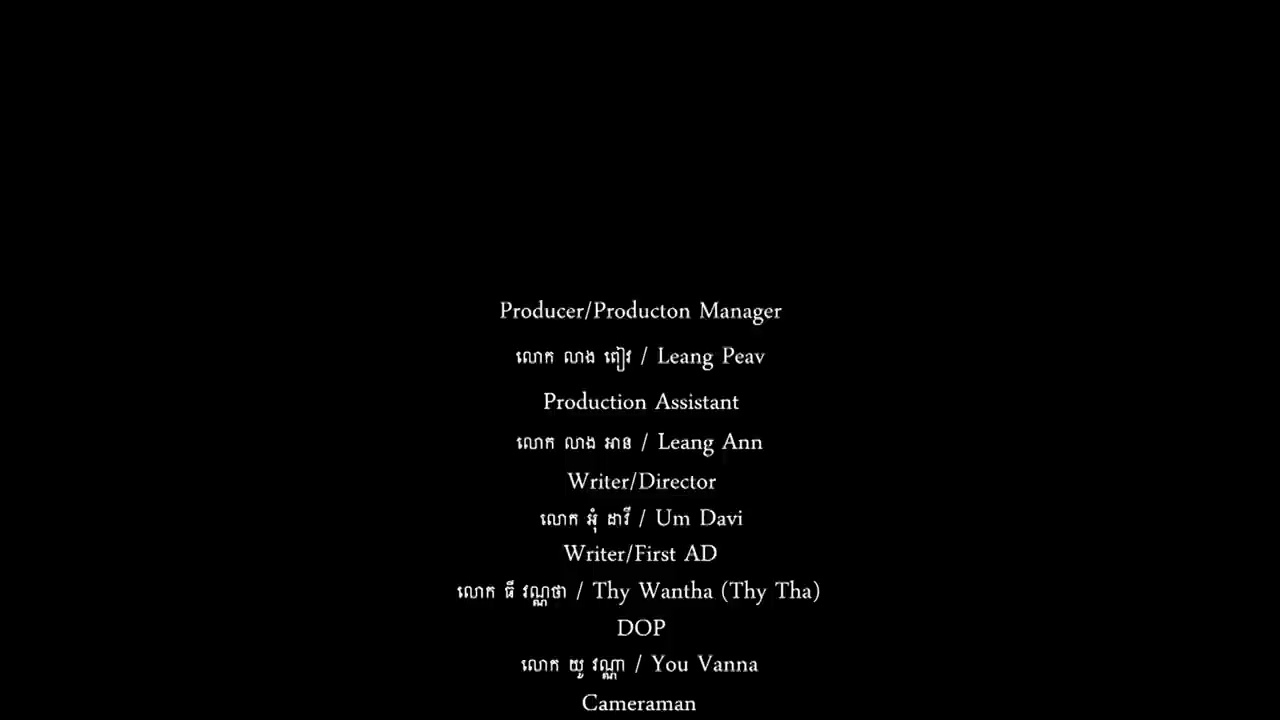 Producer/Producton Manager
លោក លាង ពៀវ / Leang Peav
Production Assistant
លោក លាង អាន / Leang Ann
Writer/Director
លោក អុំ ដាវី / Um Davi
Writer/First AD
លោក ធី វណ្ណថា / Thy Wantha (Thy Tha)
DOP
លោក យូ វណ្ណា / You Vanna
Cameraman